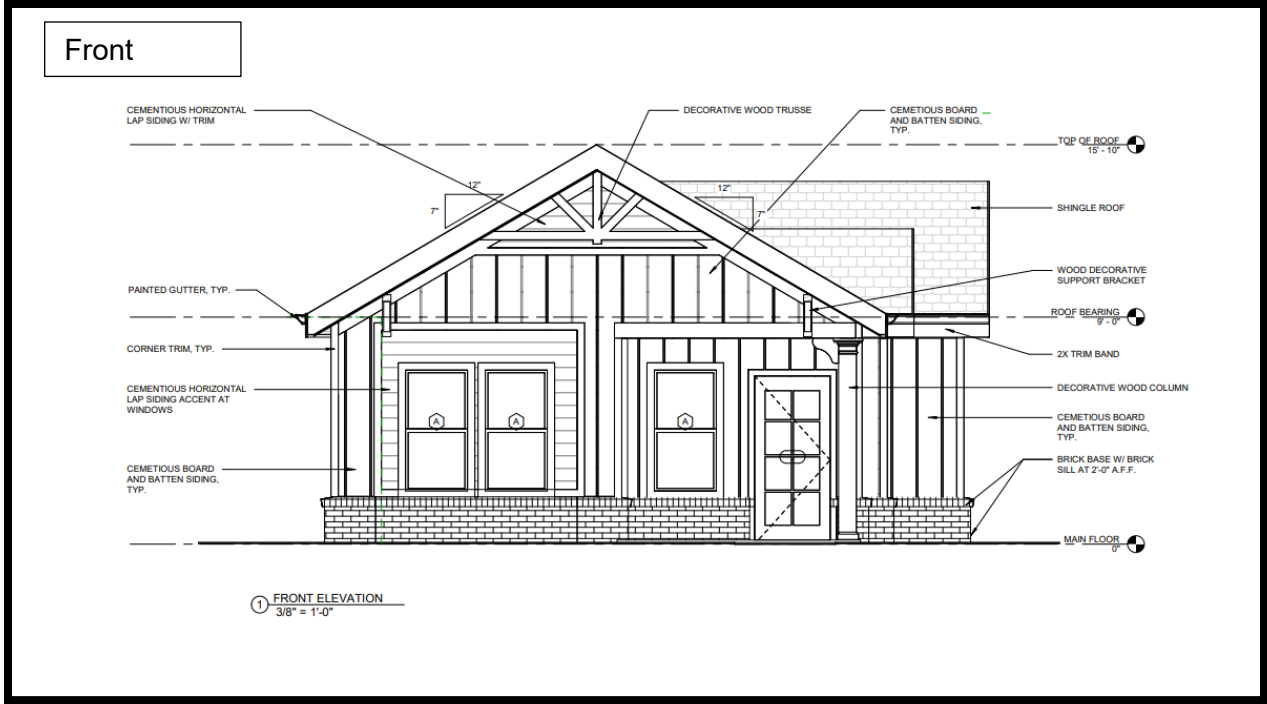 Front
CEMENTIOUS HORIZONTAL
LAP SIDING W/ TRIM
DECORATIVE WOOD TRUSSE
CEMETIOUS BOARD
AND BATTEN SIDING,
TYP.
TOP OF ROOF
15' - 10"
12"
7"
12"
7"
SHINGLE ROOF
PAINTED GUTTER, TYP.
WOOD DECORATIVE
SUPPORT BRACKET
ROOF BEARING
9' - 0"
CORNER TRIM, TYP.
2X TRIM BAND
CEMENTIOUS HORIZONTAL
LAP SIDING ACCENT AT
WINDOWS
DECORATIVE WOOD COLUMN
A
A
A
CEMETIOUS BOARD
AND BATTEN SIDING,
TYP.
CEMETIOUS BOARD
AND BATTEN SIDING,
TYP.
BRICK BASE W/ BRICK
SILL AT 2'-0" A.F.F.
MAIN FLOOR
0"
1
FRONT ELEVATION
3/8" = 1'-0"